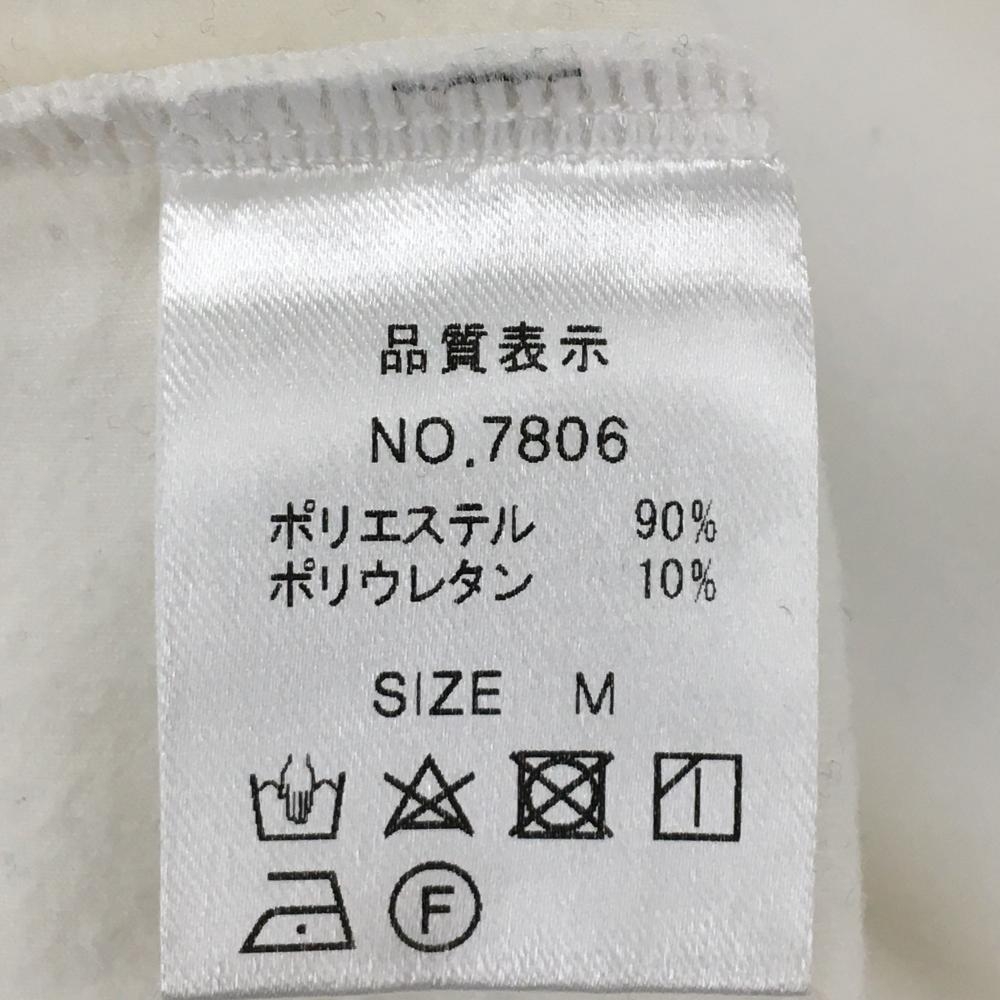 品質表示
NO.7806
ポリエステル 90%
ポリウレタン 10%
SIZE M
F